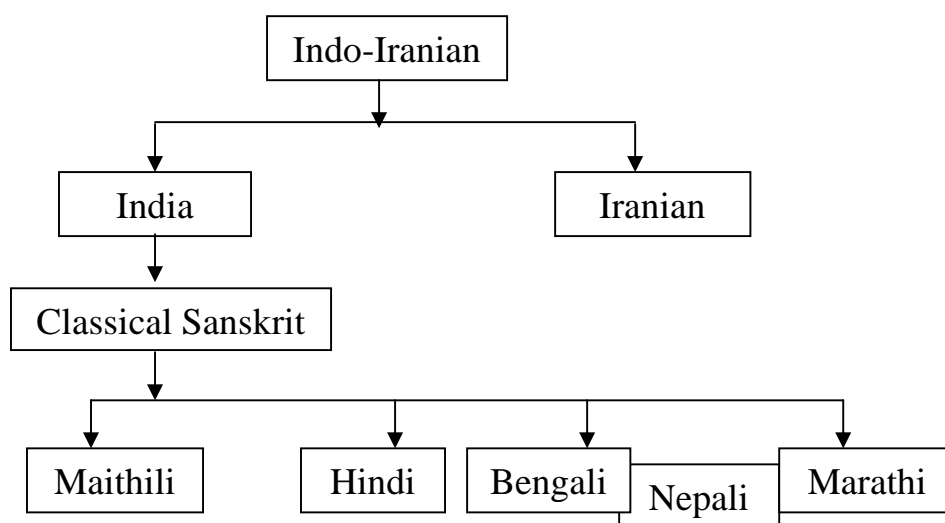 Indo-Iranian
India
Iranian
Classical Sanskrit
Maithili
Hindi
Bengali
Nepali
Marathi